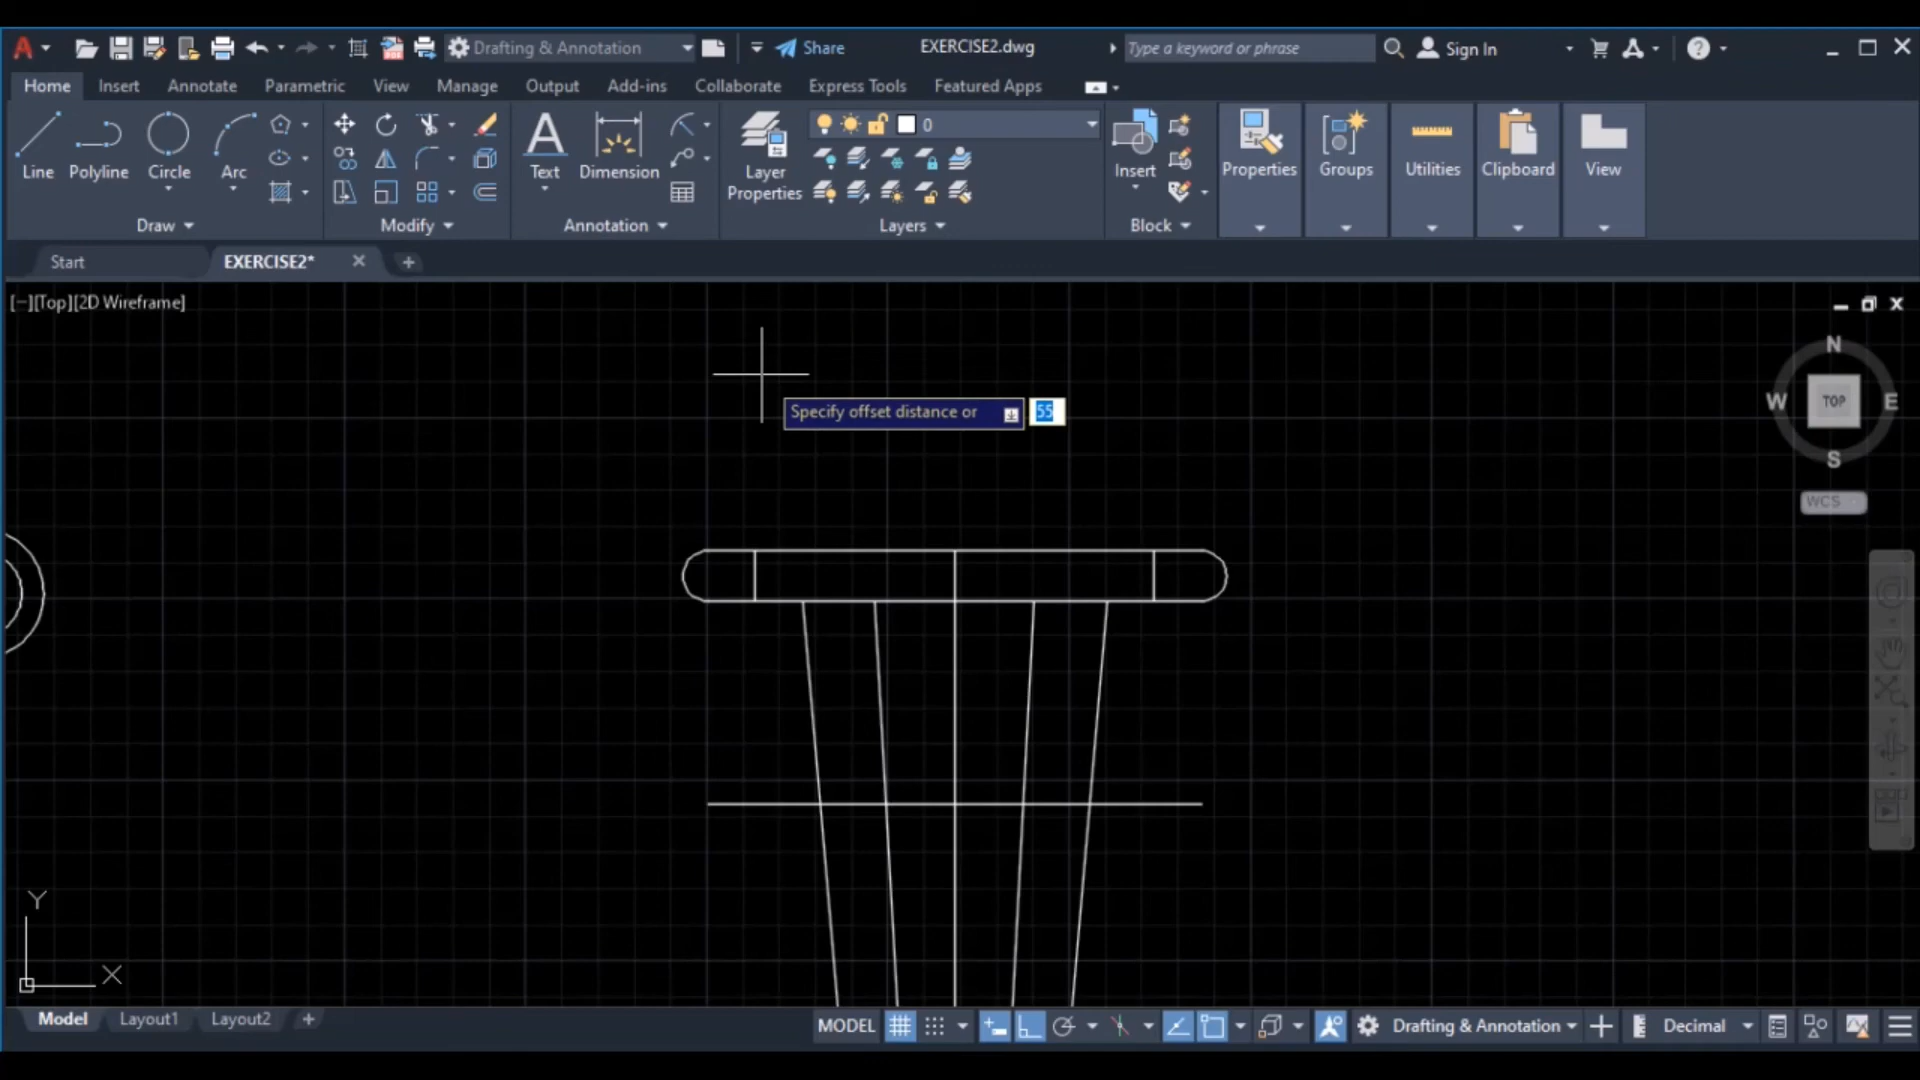 Drafting & Annotation
Share
EXERCISE2.dwg
Type a keyword or phrase
Sign In
Home Insert Annotate Parametric View Manage Output Add-ins Collaborate Express Tools Featured Apps
0
Line Polyline Circle Arc
Text Dimension
Layer
Properties
Insert
Properties Groups Utilities Clipboard View
Draw Modify Annotation Layers Block
Start EXERCISE2*
[−][Top][2D Wireframe]
N
W TOP E
S
WCS
Specify offset distance or 55
Y
X
Model Layout1 Layout2
MODEL Drafting & Annotation Decimal